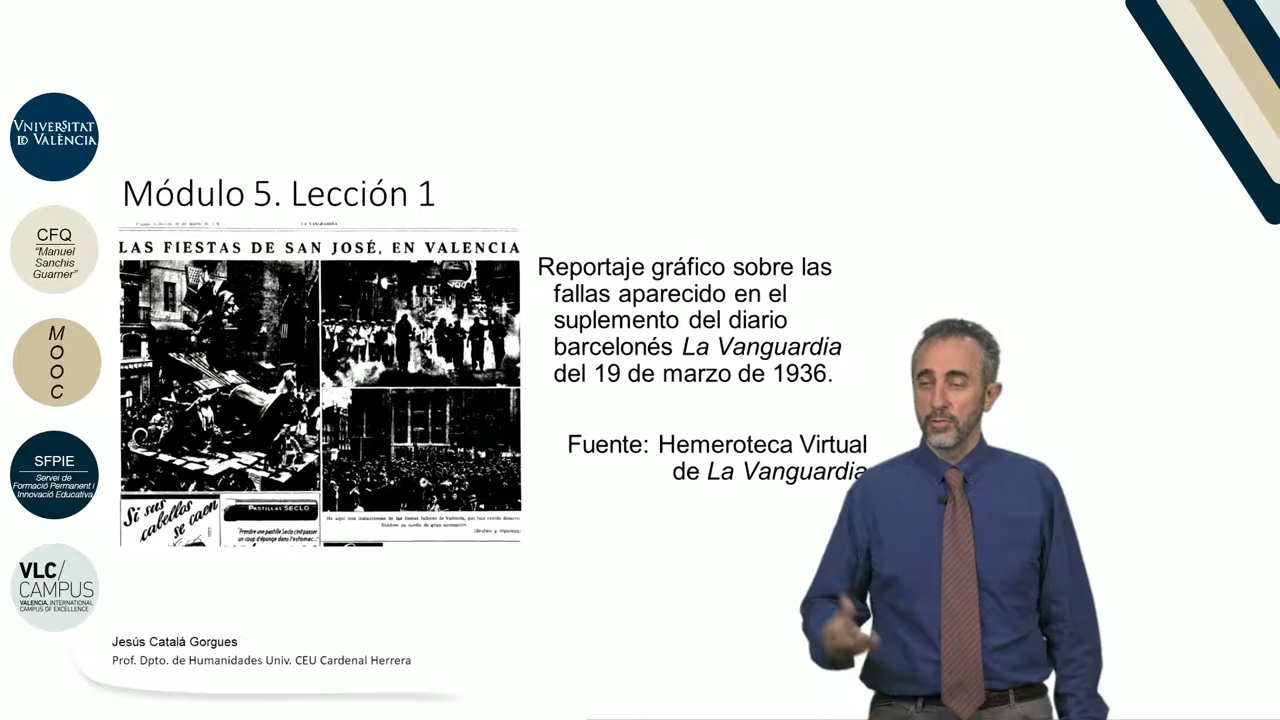 VNIVERSITAT
ID VALÈNCIA
CFQ
“Manuel
Sanchis
Guarner”
M
O
O
C
SFPIE
Servei de
Formació Permanent i
Innovació Educativa
VLC/
CAMPUS
VALENCIA, INTERNATIONAL
CAMPUS OF EXCELLENCE
Módulo 5. Lección 1
LA VANGUARDIA
LAS FIESTAS DE SAN JOSÉ, EN VALENCIA
Si sus
cabellos
se caen
PASTILLAS SECLO
Reportaje gráfico sobre las
fallas aparecido en el
suplemento del diario
barcelonés La Vanguardia
del 19 de marzo de 1936.
Fuente: Hemeroteca Virtual
de La Vanguardia
Jesús Catalá Gorgues
Prof. Dpto. de Humanidades Univ. CEU Cardenal Herrera